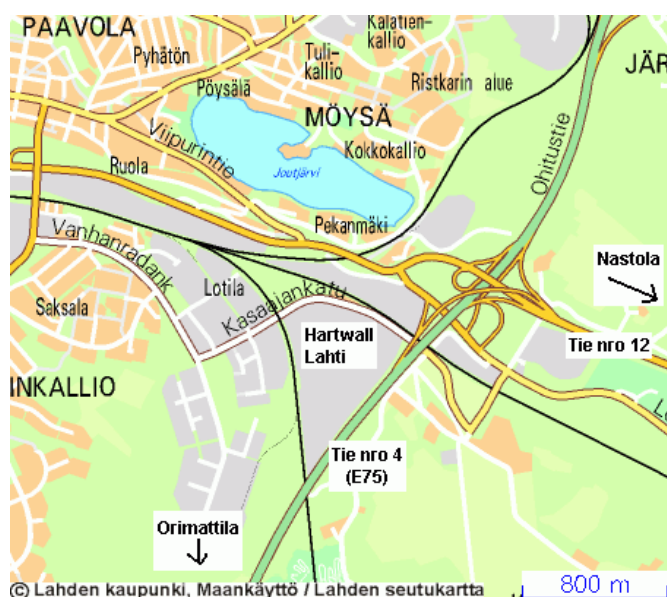 PAAVOLA
Kalatien-
kallio
Pyhätön
Tuli-
kallio
JÄR
Pöysälä
Ristkarin alue
MÖYSÄ
Viipurintie
Kokkokallio
Ohitustie
Ruola
Joutjärvi
Pekanmäki
Vanhanradank
Nastola
Lotila
Saksala
Kasaajankatu
Hartwall
Lahti
Tie nro 12
INKALLIO
Tie nro 4
(E75)
Orimattila
© Lahden kaupunki, Maankäyttö / Lahden seutukartta
800 m